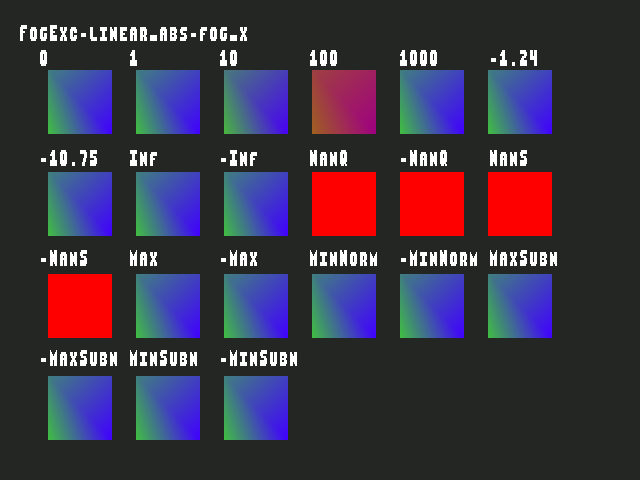 FogExc-linear_abs-fog_x
0 1 10 100 1000 -1.24
-10.75 Inf -Inf NanQ -NanQ NanS
-NanS Max -Max MinNorm -MinNorm MaxSubN
-MaxSubN MinSubN -MinSubN